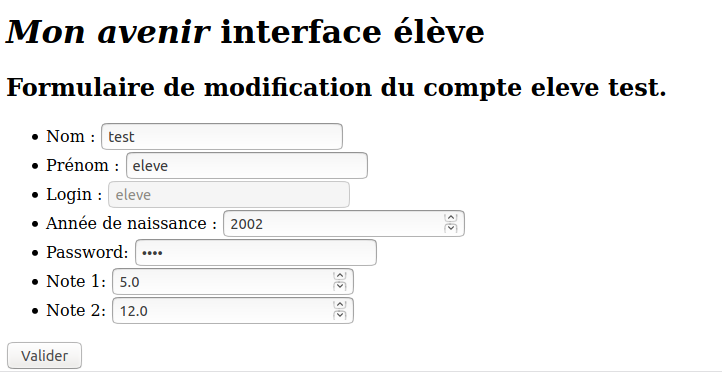 Mon avenir interface élève
Formulaire de modification du compte eleve test.
• Nom : test
• Prénom : eleve
• Login : eleve
• Année de naissance : 2002
• Password: ••••
• Note 1: 5.0
• Note 2: 12.0
Valider